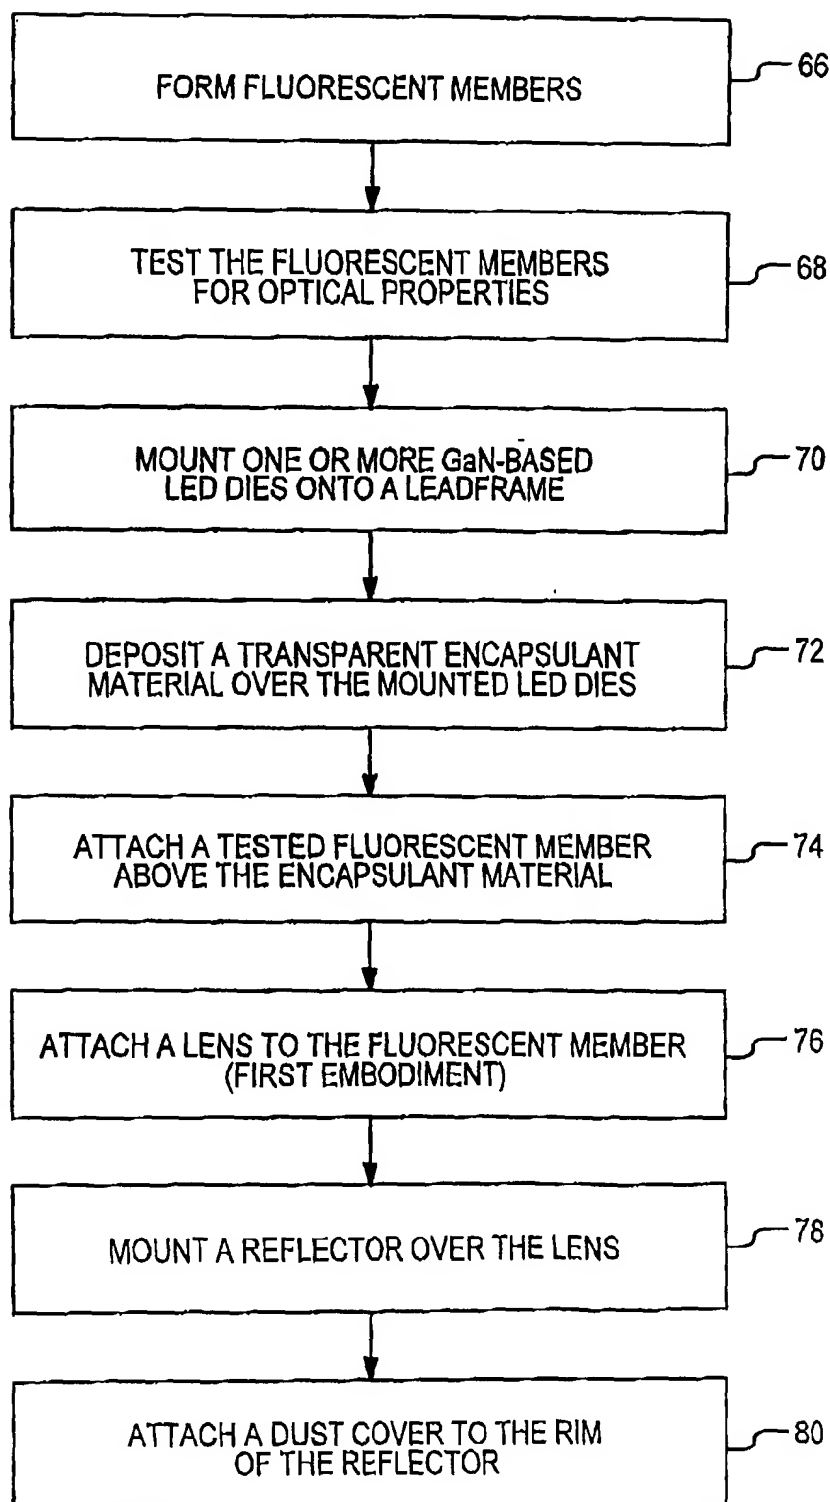 FORM FLUORESCENT MEMBERS
66
TEST THE FLUORESCENT MEMBERS
FOR OPTICAL PROPERTIES
68
MOUNT ONE OR MORE GaN-BASED
LED DIES ONTO A LEADFRAME
70
DEPOSIT A TRANSPARENT ENCAPSULANT
MATERIAL OVER THE MOUNTED LED DIES
72
ATTACH A TESTED FLUORESCENT MEMBER
ABOVE THE ENCAPSULANT MATERIAL
74
ATTACH A LENS TO THE FLUORESCENT MEMBER
(FIRST EMBODIMENT)
76
MOUNT A REFLECTOR OVER THE LENS
78
ATTACH A DUST COVER TO THE RIM
OF THE REFLECTOR
80